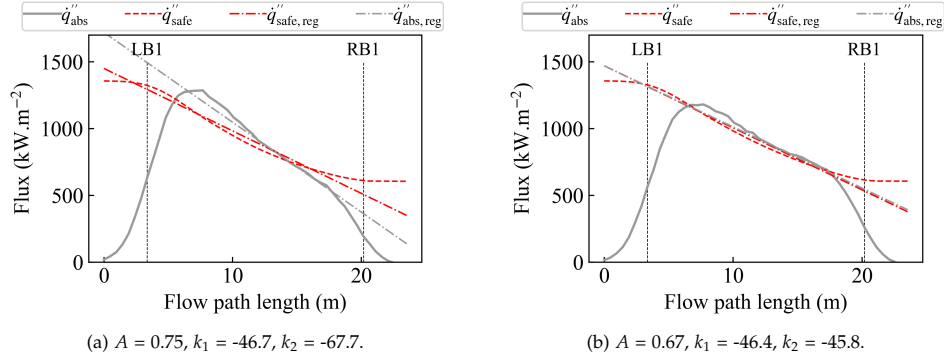 q̇″abs q̇″safe q̇″safe, reg q̇″abs, reg
LB1 RB1
1500
1000
500
0
Flux (kW.m⁻²)
0 10 20
Flow path length (m)
(a) A = 0.75, k₁ = -46.7, k₂ = -67.7.
q̇″abs q̇″safe q̇″safe, reg q̇″abs, reg
LB1 RB1
1500
1000
500
0
Flux (kW.m⁻²)
0 10 20
Flow path length (m)
(b) A = 0.67, k₁ = -46.4, k₂ = -45.8.